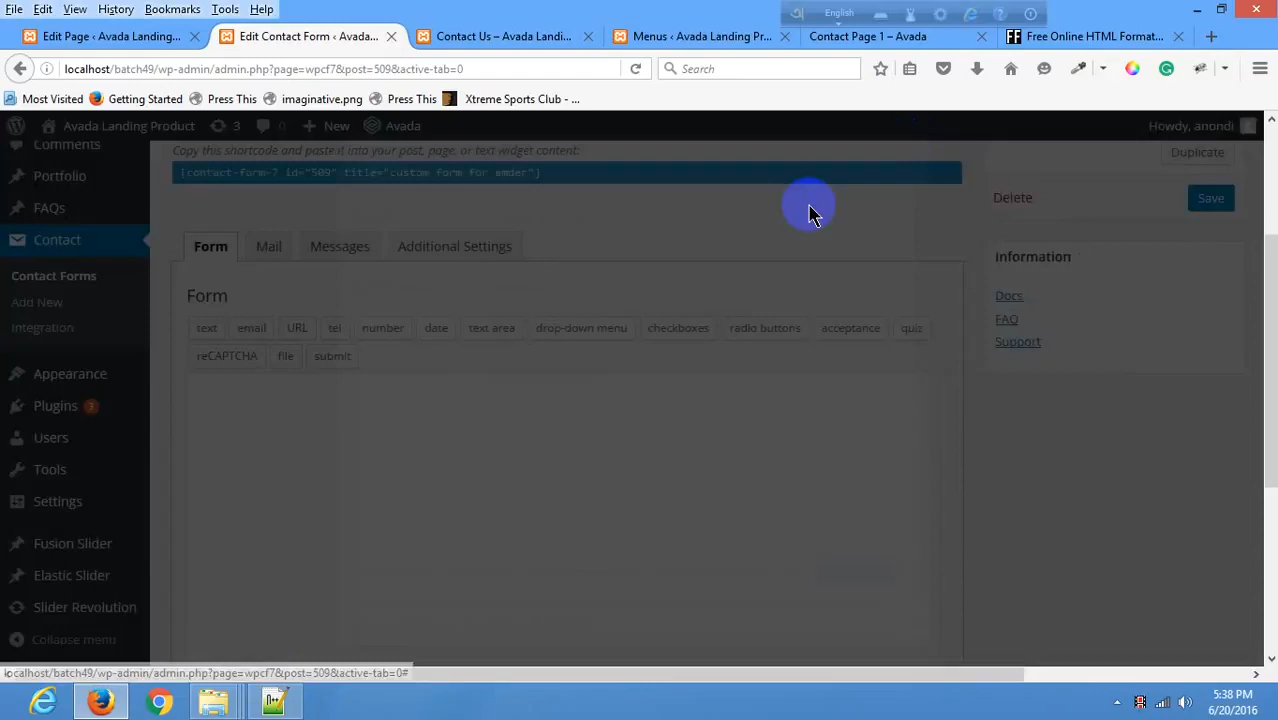 File Edit View History Bookmarks Tools Help
English
Edit Page ‹ Avada Landing...
Edit Contact Form ‹ Avada...
Contact Us – Avada Landi...
Menus ‹ Avada Landing Pr...
Contact Page 1 – Avada
Free Online HTML Format...
localhost/batch49/wp-admin/admin.php?page=wpcf7&post=509&active-tab=0
Search
Most Visited
Getting Started
Press This
imaginative.png
Press This
Xtreme Sports Club - ...
Avada Landing Product
3
0
New
Avada
Howdy, anondi
Comments
Copy this shortcode and paste it into your post, page, or text widget content:
Duplicate
Portfolio
[contact-form-7 id="509" title="custom form for amder"]
FAQs
Delete
Save
Contact
Form
Mail
Messages
Additional Settings
Information
Contact Forms
Form
Docs
Add New
FAQ
Integration
text
email
URL
tel
number
date
text area
drop-down menu
checkboxes
radio buttons
acceptance
quiz
Support
reCAPTCHA
file
submit
Appearance
Plugins 7
Users
Tools
Settings
Fusion Slider
Elastic Slider
Slider Revolution
Collapse menu
localhost/batch49/wp-admin/admin.php?page=wpcf7&post=509&active-tab=0#
5:38 PM
6/20/2016